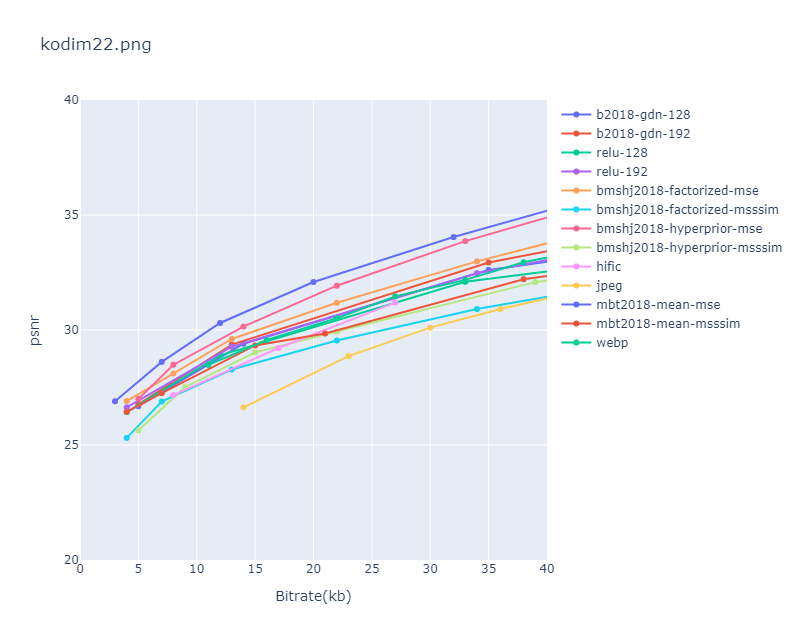 kodim22.png
40
35
30
25
20
psnr
0 5 10 15 20 25 30 35 40
Bitrate(kb)
b2018-gdn-128
b2018-gdn-192
relu-128
relu-192
bmshj2018-factorized-mse
bmshj2018-factorized-msssim
bmshj2018-hyperprior-mse
bmshj2018-hyperprior-msssim
hific
jpeg
mbt2018-mean-mse
mbt2018-mean-msssim
webp